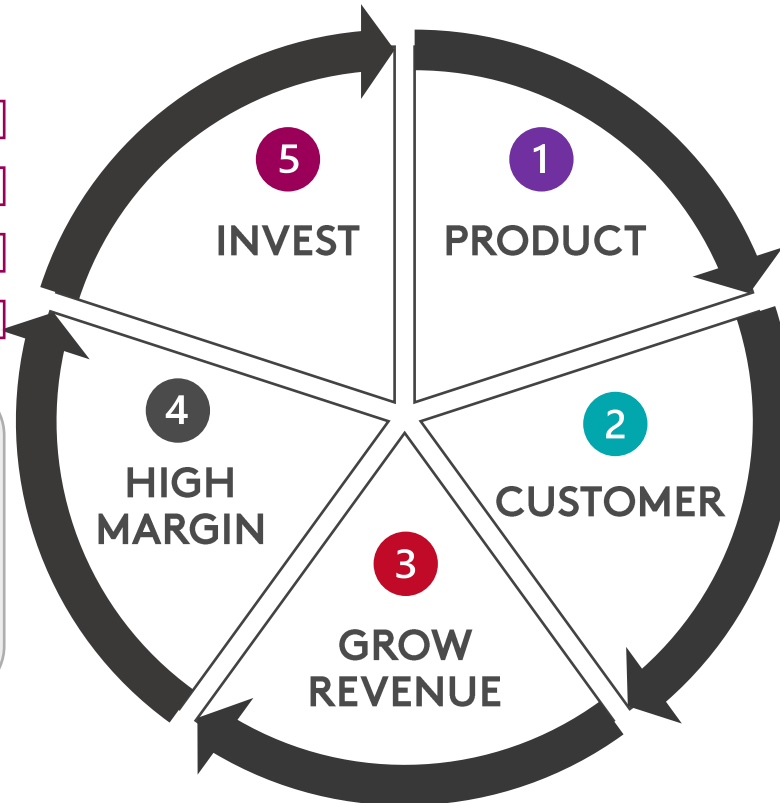 1
PRODUCT
2
CUSTOMER
3
GROW
REVENUE
4
HIGH
MARGIN
5
INVEST